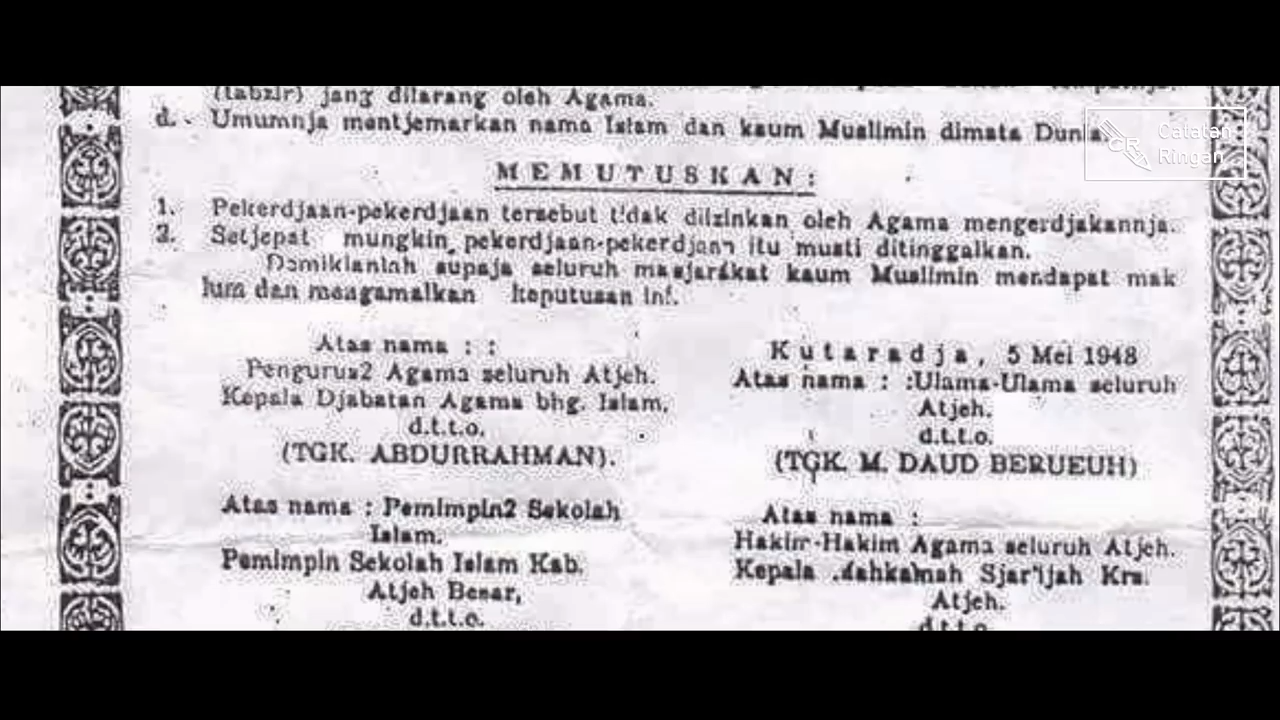 (tabzir) jang dilarang oleh Agama.
d. Umumnja mentjemarkan nama Islam dan kaum Muslimin dimata Dunia.
Catatan
Ringan
CR
MEMUTUSKAN:
1. Pekerdjaan-pekerdjaan tersebut tidak diizinkan oleh Agama mengerdjakannja.
2. Setjepat mungkin pekerdjaan-pekerdjaan itu musti ditinggalkan.
Demikianlah supaja seluruh masjarakat kaum Muslimin mendapat mak
lum dan mengamalkan keputusan ini.
Atas nama : :
Pengurus2 Agama seluruh Atjeh.
Kepala Djabatan Agama bhg. Islam,
d.t.t.o.
(TGK. ABDURRAHMAN).
Kutaradja, 5 Mei 1948
Atas nama : :Ulama-Ulama seluruh
Atjeh.
d.t.t.o.
(TGK. M. DAUD BERUEUH)
Atas nama : Pemimpin2 Sekolah
Islam.
Pemimpin Sekolah Islam Kab.
Atjeh Besar,
d.t.t.o.
Atas nama :
Hakim-Hakim Agama seluruh Atjeh.
Kepala .dahkamah Sjar'ijah Krs.
Atjeh.
d.t.t.o.